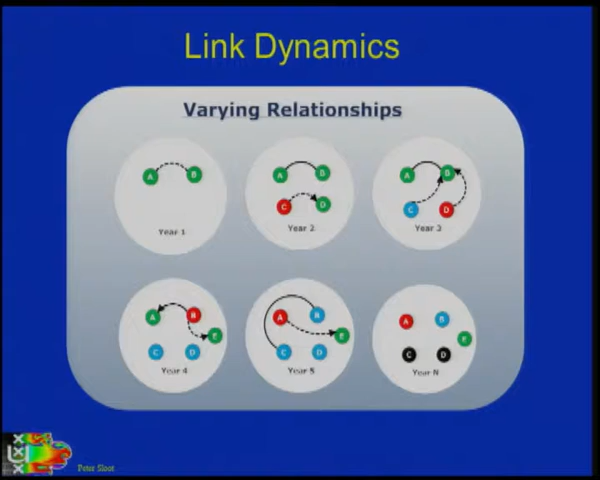 Link Dynamics
Varying Relationships
A B
Year 1
A B
C D
Year 2
A B
C D
Year 3
A B
E
C D
Year 4
A B
E
C D
Year 5
A B
E
C D
Year N
Peter Sloot